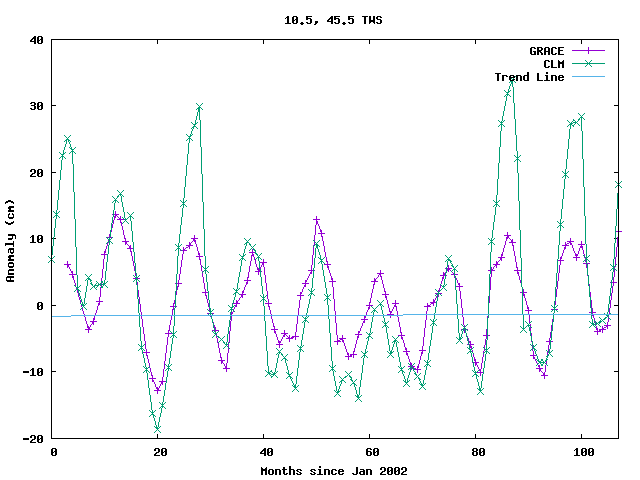 10.5, 45.5 TWS
GRACE
CLM
Trend Line
40
30
20
10
0
-10
-20
Anomaly (cm)
0 20 40 60 80 100
Months since Jan 2002